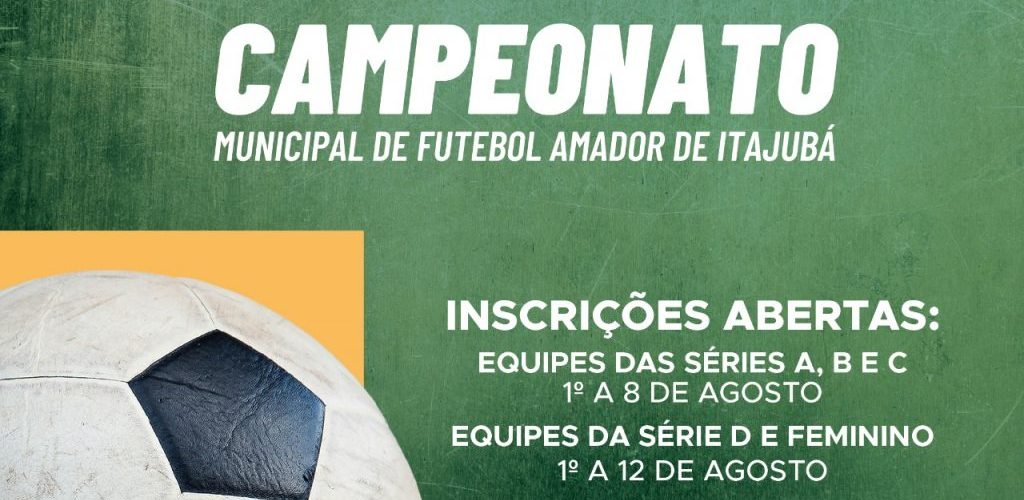 CAMPEONATO
MUNICIPAL DE FUTEBOL AMADOR DE ITAJUBÁ
INSCRIÇÕES ABERTAS:
EQUIPES DAS SÉRIES A, B E C
1º A 8 DE AGOSTO
EQUIPES DA SÉRIE D E FEMININO
1º A 12 DE AGOSTO